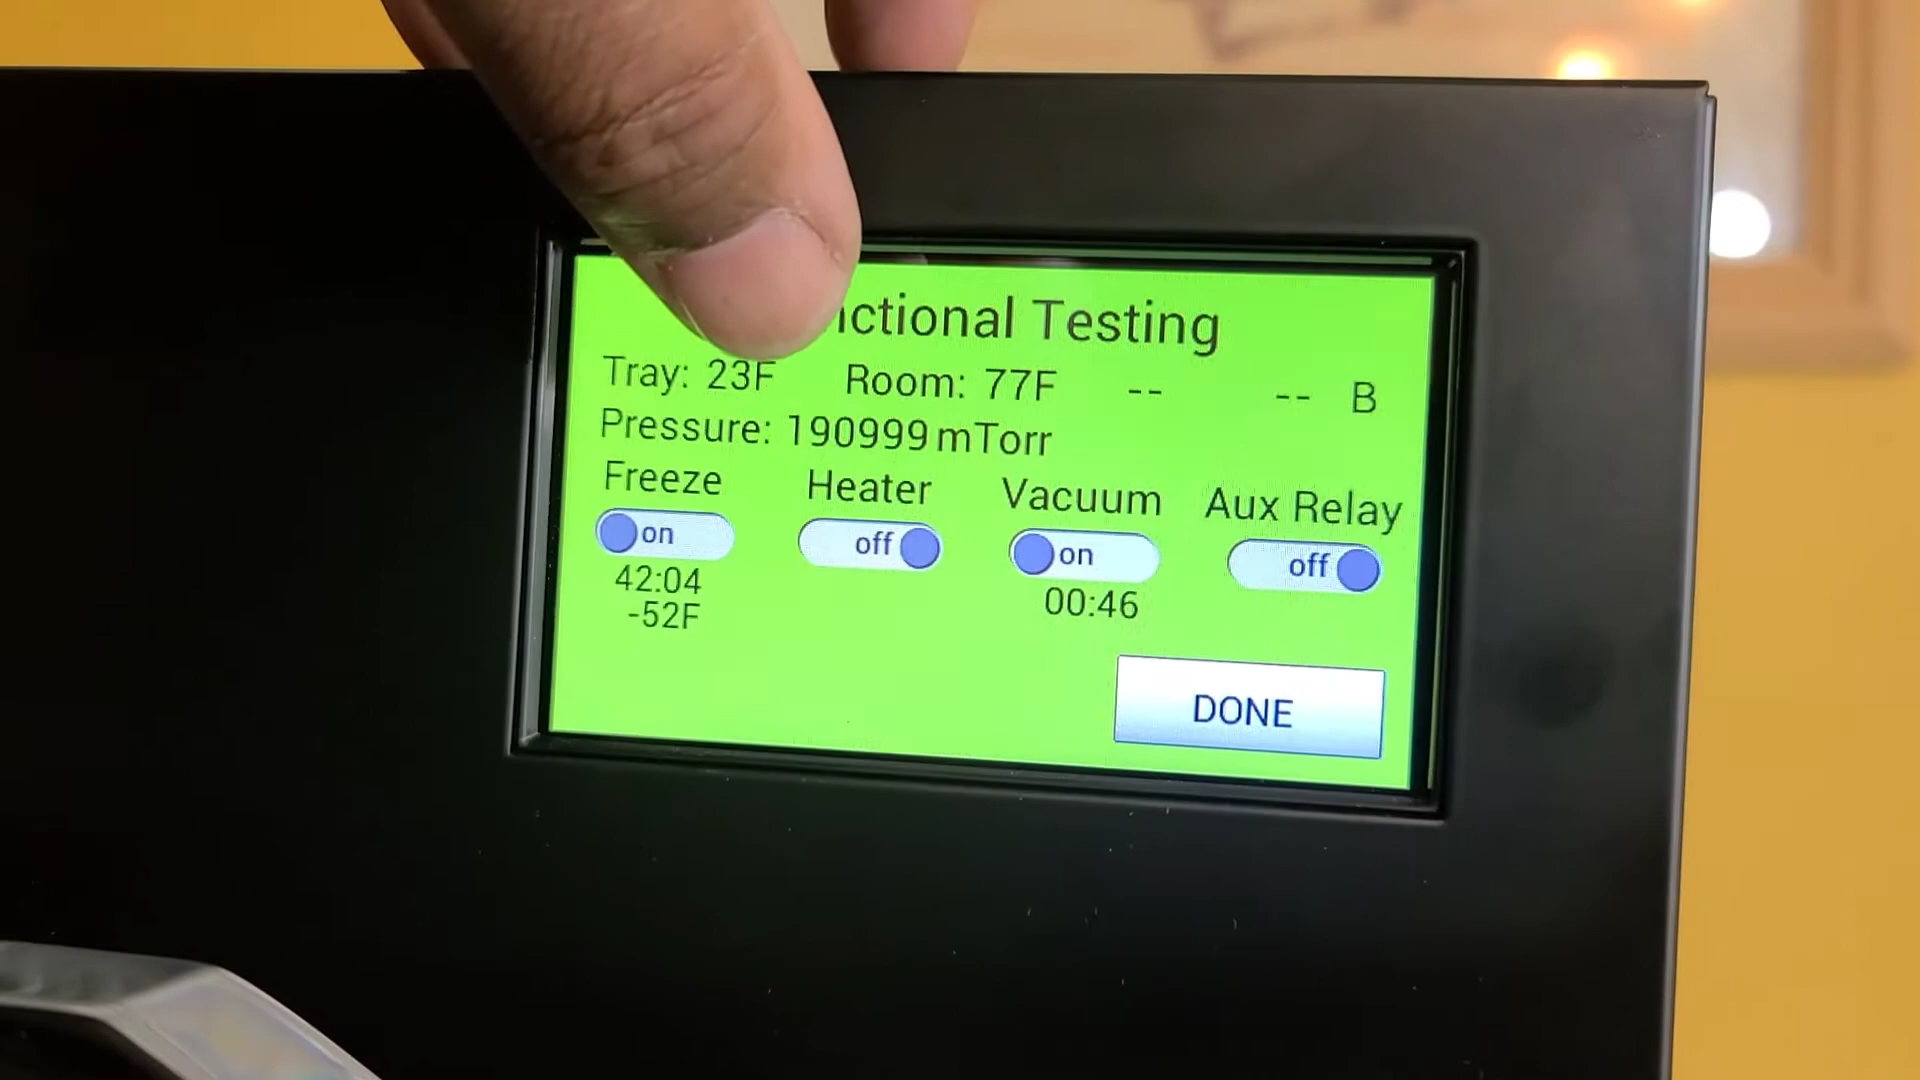 nctional Testing
Tray: 23F Room: 77F -- -- B
Pressure: 190999 mTorr
Freeze Heater Vacuum Aux Relay
on off on off
42:04 00:46
-52F
DONE